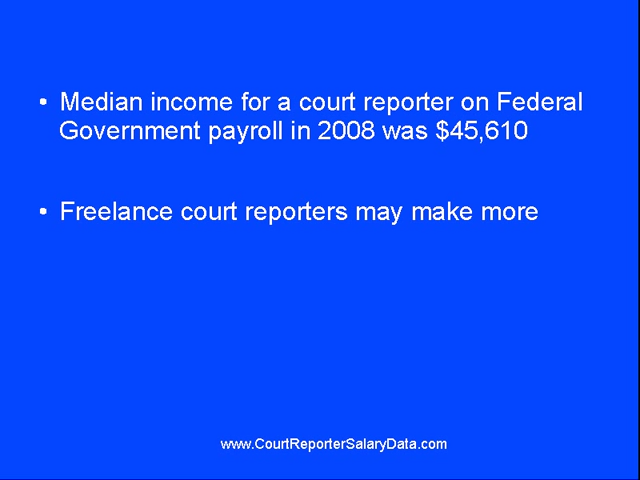 • Median income for a court reporter on Federal
Government payroll in 2008 was $45,610
• Freelance court reporters may make more
www.CourtReporterSalaryData.com